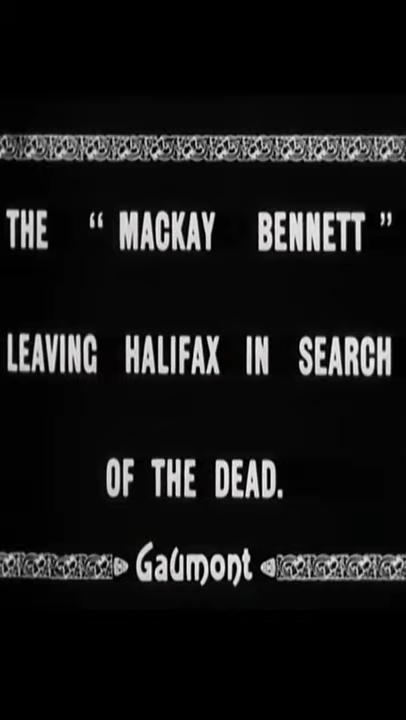 THE “ MACKAY BENNETT ”
LEAVING HALIFAX IN SEARCH
OF THE DEAD.
Gaumont